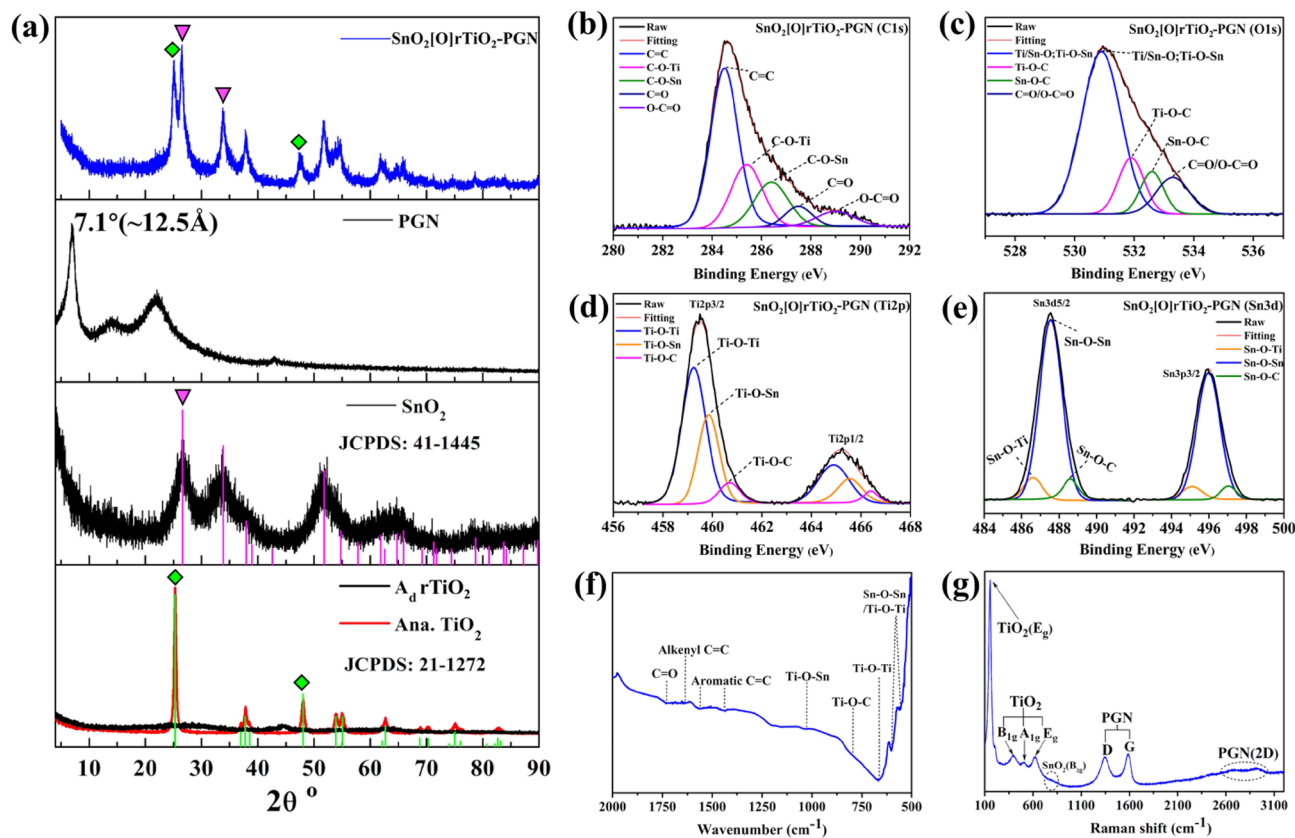 (a)
SnO₂[O]rTiO₂-PGN
7.1°(~12.5Å)
PGN
SnO₂
JCPDS: 41-1445
A_d rTiO₂
Ana. TiO₂
JCPDS: 21-1272
10 20 30 40 50 60 70 80 90
2θ °
(b)
SnO₂[O]rTiO₂-PGN (C1s)
Raw
Fitting
C=C
C-O-Ti
C-O-Sn
C=O
O-C=O
C=C
C-O-Ti
C-O-Sn
C=O
O-C=O
280 282 284 286 288 290 292
Binding Energy (eV)
(c)
SnO₂[O]rTiO₂-PGN (O1s)
Raw
Fitting
Ti/Sn-O;Ti-O-Sn
Ti-O-C
Sn-O-C
C=O/O-C=O
Ti/Sn-O;Ti-O-Sn
Ti-O-C
Sn-O-C
C=O/O-C=O
528 530 532 534 536
Binding Energy (eV)
(d)
SnO₂[O]rTiO₂-PGN (Ti2p)
Raw
Fitting
Ti-O-Ti
Ti-O-Sn
Ti-O-C
Ti2p3/2
Ti-O-Ti
Ti-O-Sn
Ti-O-C
Ti2p1/2
456 458 460 462 464 466 468
Binding Energy (eV)
(e)
SnO₂[O]rTiO₂-PGN (Sn3d)
Raw
Fitting
Sn-O-Ti
Sn-O-Sn
Sn-O-C
Sn3d5/2
Sn-O-Sn
Sn3p3/2
Sn-O-Ti
Sn-O-C
484 486 488 490 492 494 496 498 500
Binding Energy (eV)
(f)
Sn-O-Sn
/Ti-O-Ti
Alkenyl C=C
C=O
Aromatic C=C
Ti-O-Sn
Ti-O-Ti
Ti-O-C
2000 1750 1500 1250 1000 750 500
Wavenumber (cm⁻¹)
(g)
TiO₂(E_g)
TiO₂
B₁g A₁g E_g
SnO₂(B₂g)
PGN
D G
PGN(2D)
100 600 1100 1600 2100 2600 3100
Raman shift (cm⁻¹)